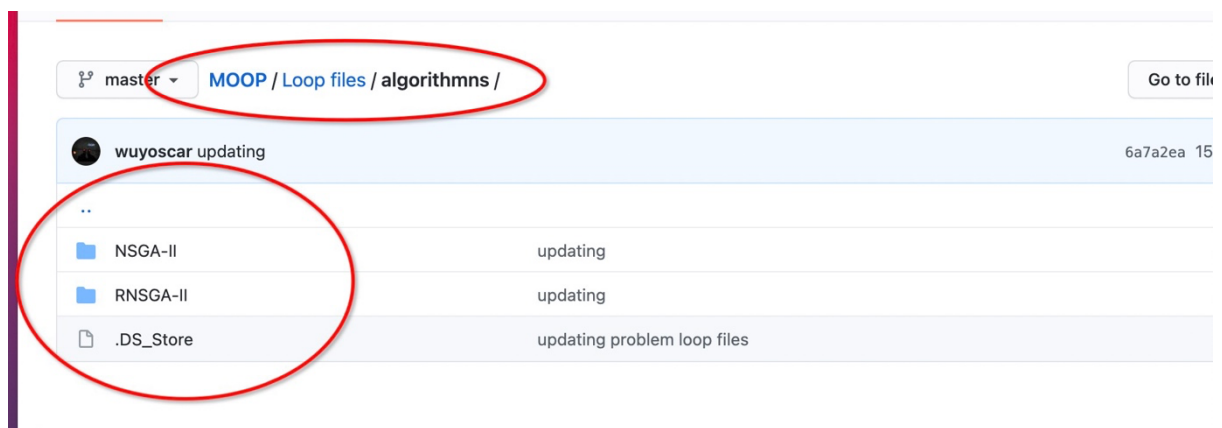 master MOOP / Loop files / algorithmns / Go to file
wuyoscar updating 6a7a2ea 15
..
NSGA-II updating
RNSGA-II updating
.DS_Store updating problem loop files